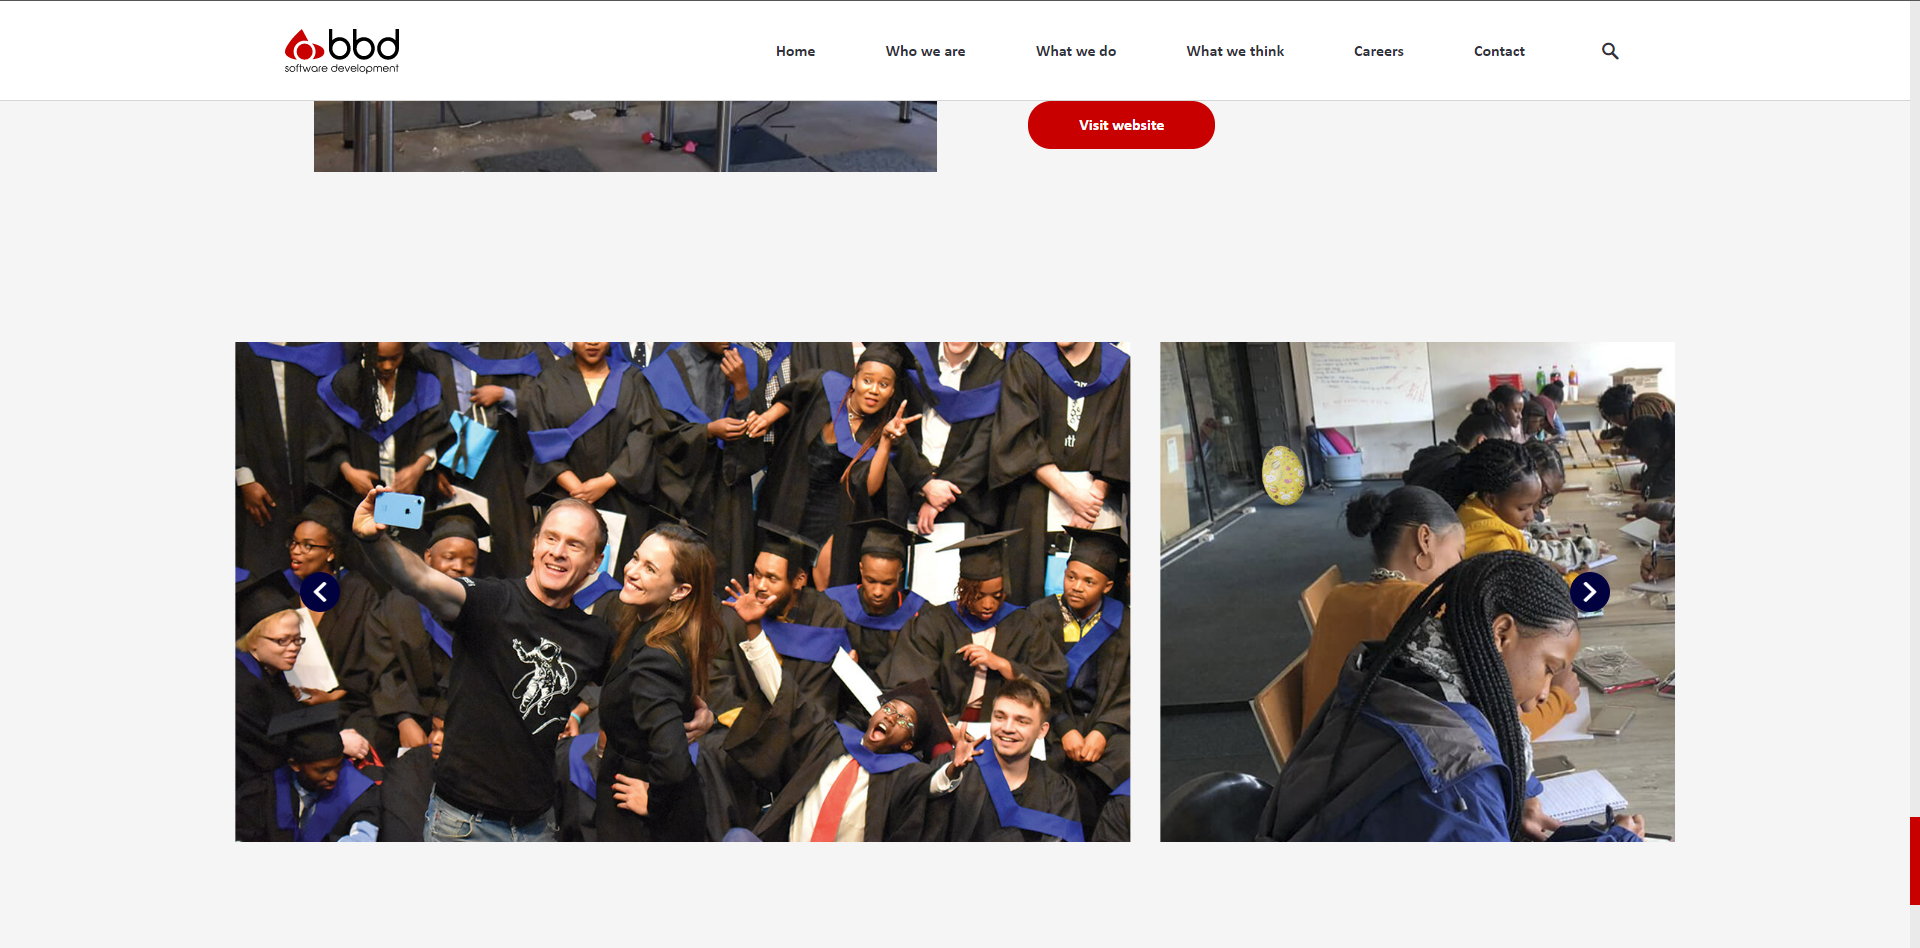 bbd
software development
Home
Who we are
What we do
What we think
Careers
Contact
Visit website